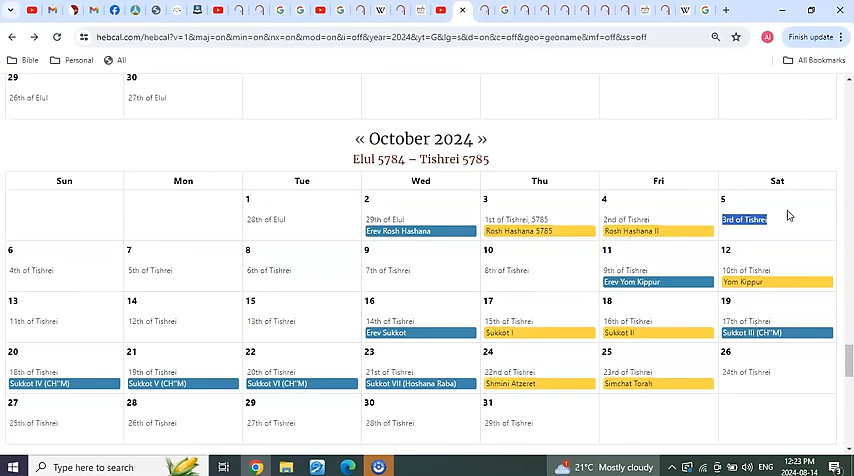 hebcal.com/hebcal?v=1&maj=on&min=on&nx=on&mod=on&i=off&year=2024&yt=G&lg=s&d=on&c=off&geo=geoname&mf=off&ss=off
AJ
Finish update
Bible Personal All All Bookmarks
29 30
26th of Elul 27th of Elul
« October 2024 »
Elul 5784 – Tishrei 5785
Sun Mon Tue Wed Thu Fri Sat
1 2 3 4 5
28th of Elul 29th of Elul 1st of Tishrei, 5785 2nd of Tishrei 3rd of Tishrei
Erev Rosh Hashana Rosh Hashana 5785 Rosh Hashana II
6 7 8 9 10 11 12
4th of Tishrei 5th of Tishrei 6th of Tishrei 7th of Tishrei 8th of Tishrei 9th of Tishrei 10th of Tishrei
Erev Yom Kippur Yom Kippur
13 14 15 16 17 18 19
11th of Tishrei 12th of Tishrei 13th of Tishrei 14th of Tishrei 15th of Tishrei 16th of Tishrei 17th of Tishrei
Erev Sukkot Sukkot I Sukkot II Sukkot III (CH"M)
20 21 22 23 24 25 26
18th of Tishrei 19th of Tishrei 20th of Tishrei 21st of Tishrei 22nd of Tishrei 23rd of Tishrei 24th of Tishrei
Sukkot IV (CH"M) Sukkot V (CH"M) Sukkot VI (CH"M) Sukkot VII (Hoshana Raba) Shmini Atzeret Simchat Torah
27 28 29 30 31
25th of Tishrei 26th of Tishrei 27th of Tishrei 28th of Tishrei 29th of Tishrei
Type here to search
21°C Mostly cloudy
ENG
12:23 PM
2024-08-14